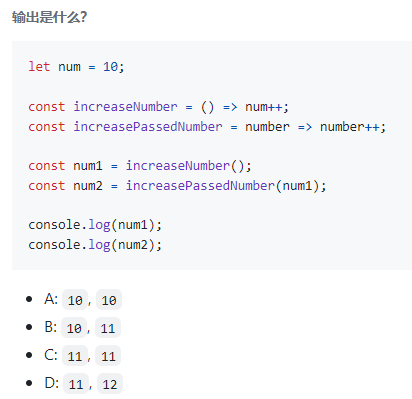 输出是什么?
let num = 10;
const increaseNumber = () => num++;
const increasePassedNumber = number => number++;
const num1 = increaseNumber();
const num2 = increasePassedNumber(num1);
console.log(num1);
console.log(num2);
A: 10, 10
B: 10, 11
C: 11, 11
D: 11, 12